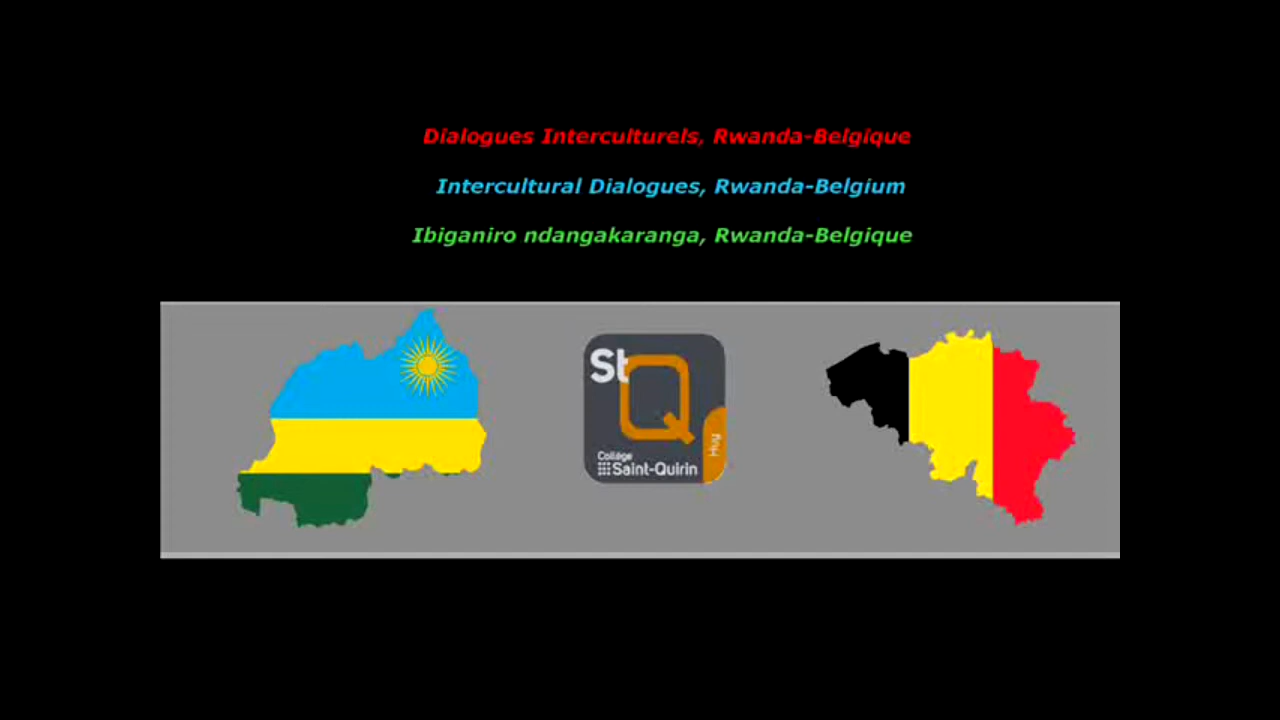 Dialogues Interculturels, Rwanda-Belgique
Intercultural Dialogues, Rwanda-Belgium
Ibiganiro ndangakaranga, Rwanda-Belgique
St
Q
Huy
Collège
Saint-Quirin